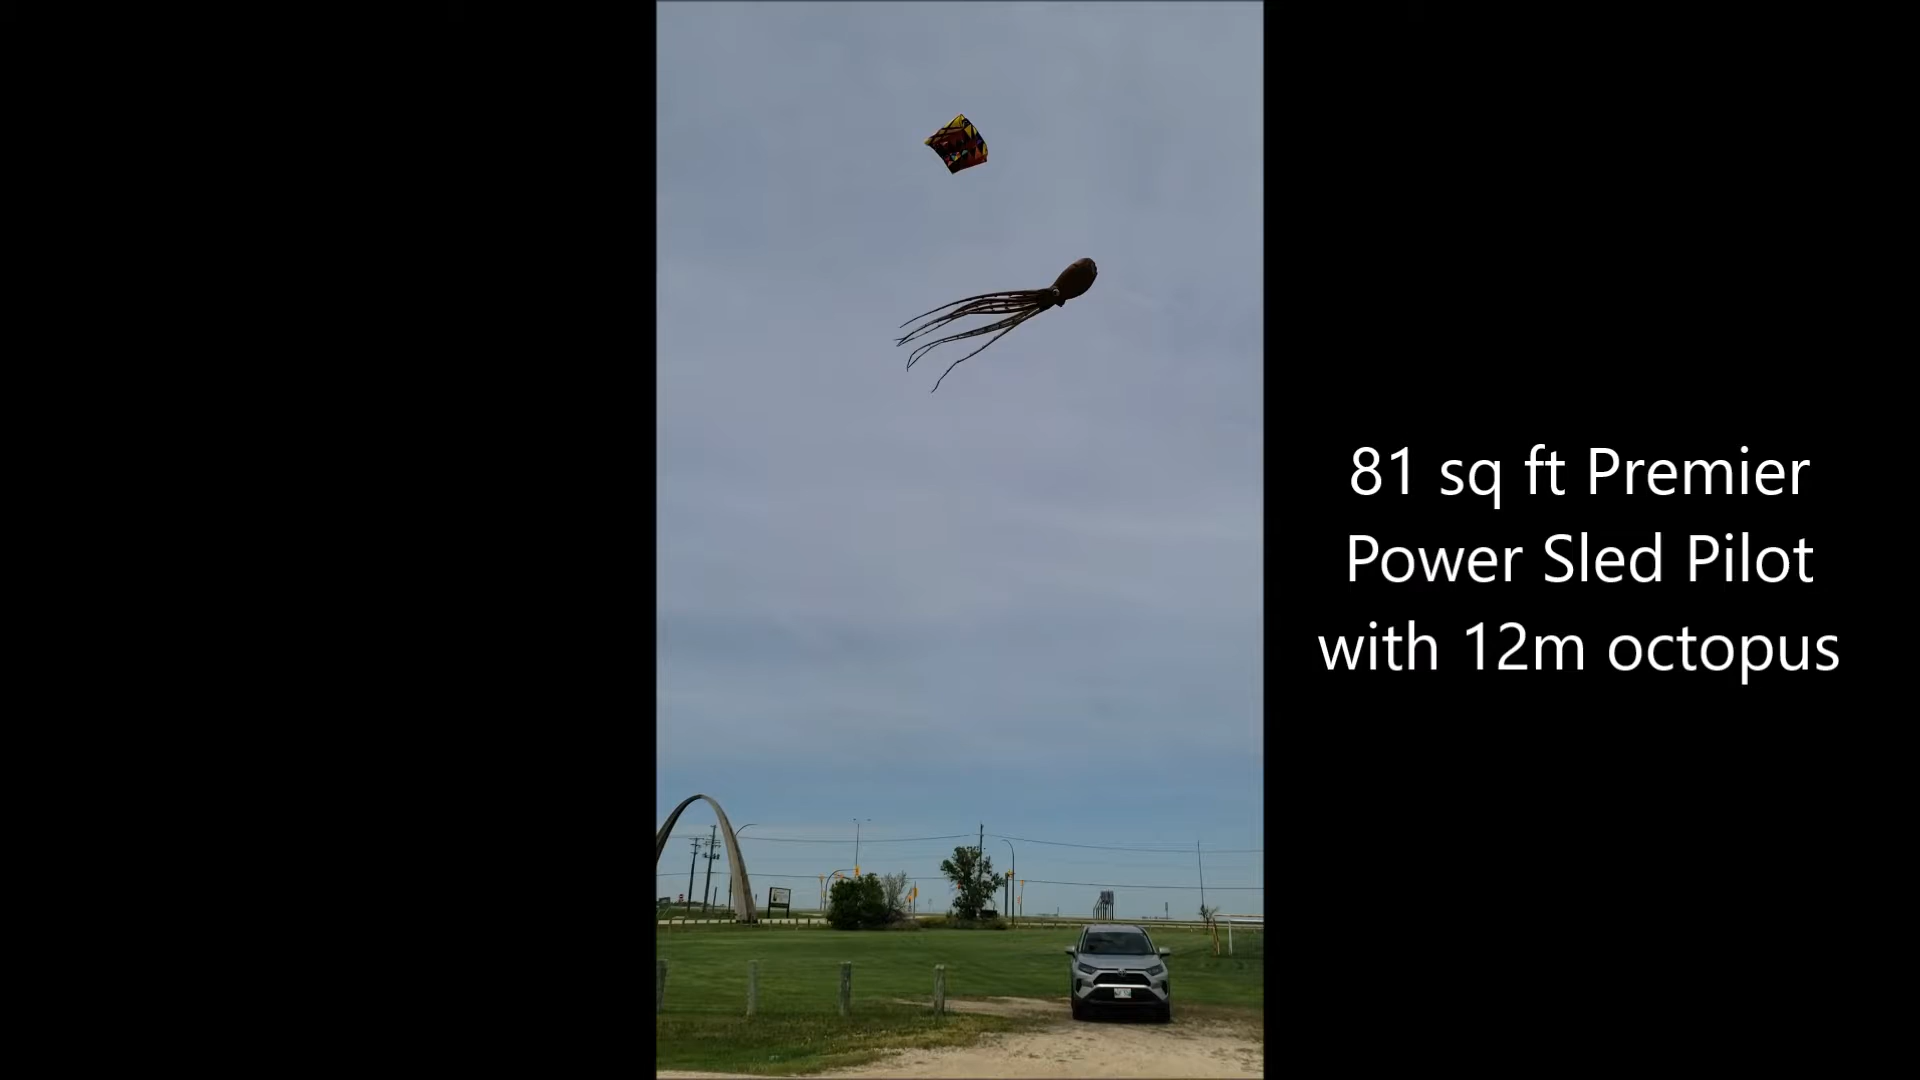 81 sq ft Premier
Power Sled Pilot
with 12m octopus